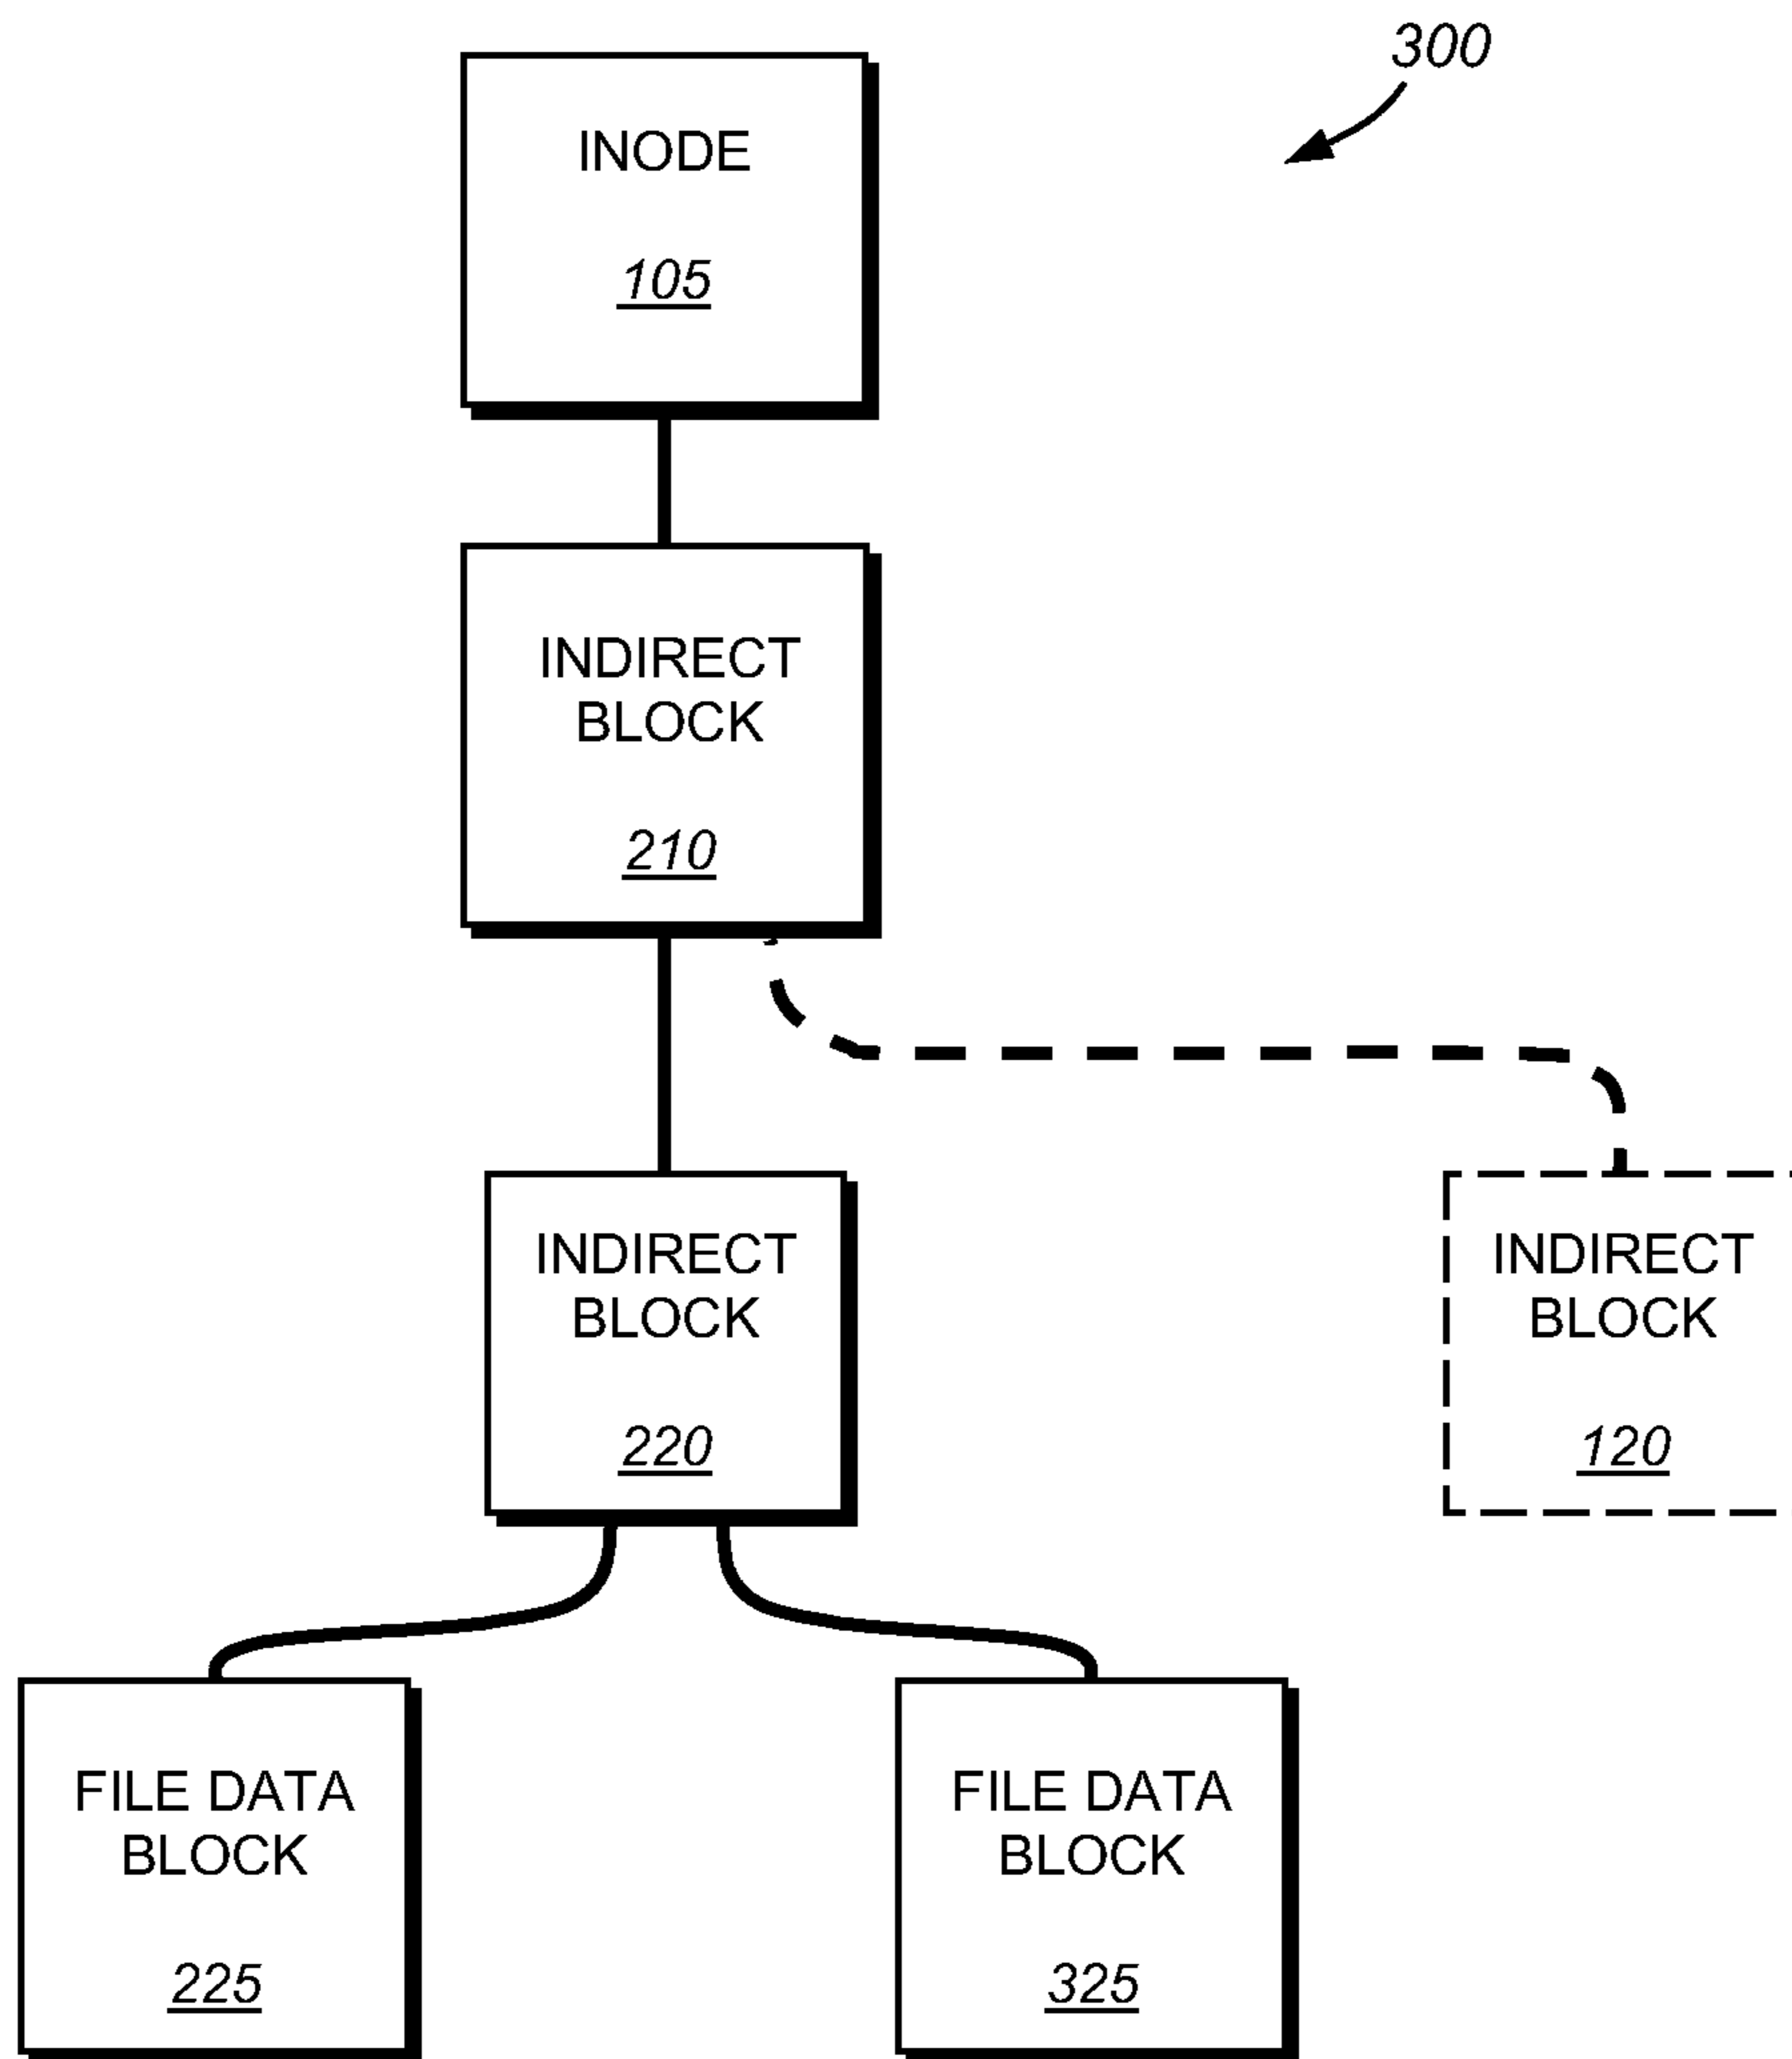 300
INODE
105
INDIRECT
BLOCK
210
INDIRECT
BLOCK
220
INDIRECT
BLOCK
120
FILE DATA
BLOCK
225
FILE DATA
BLOCK
325